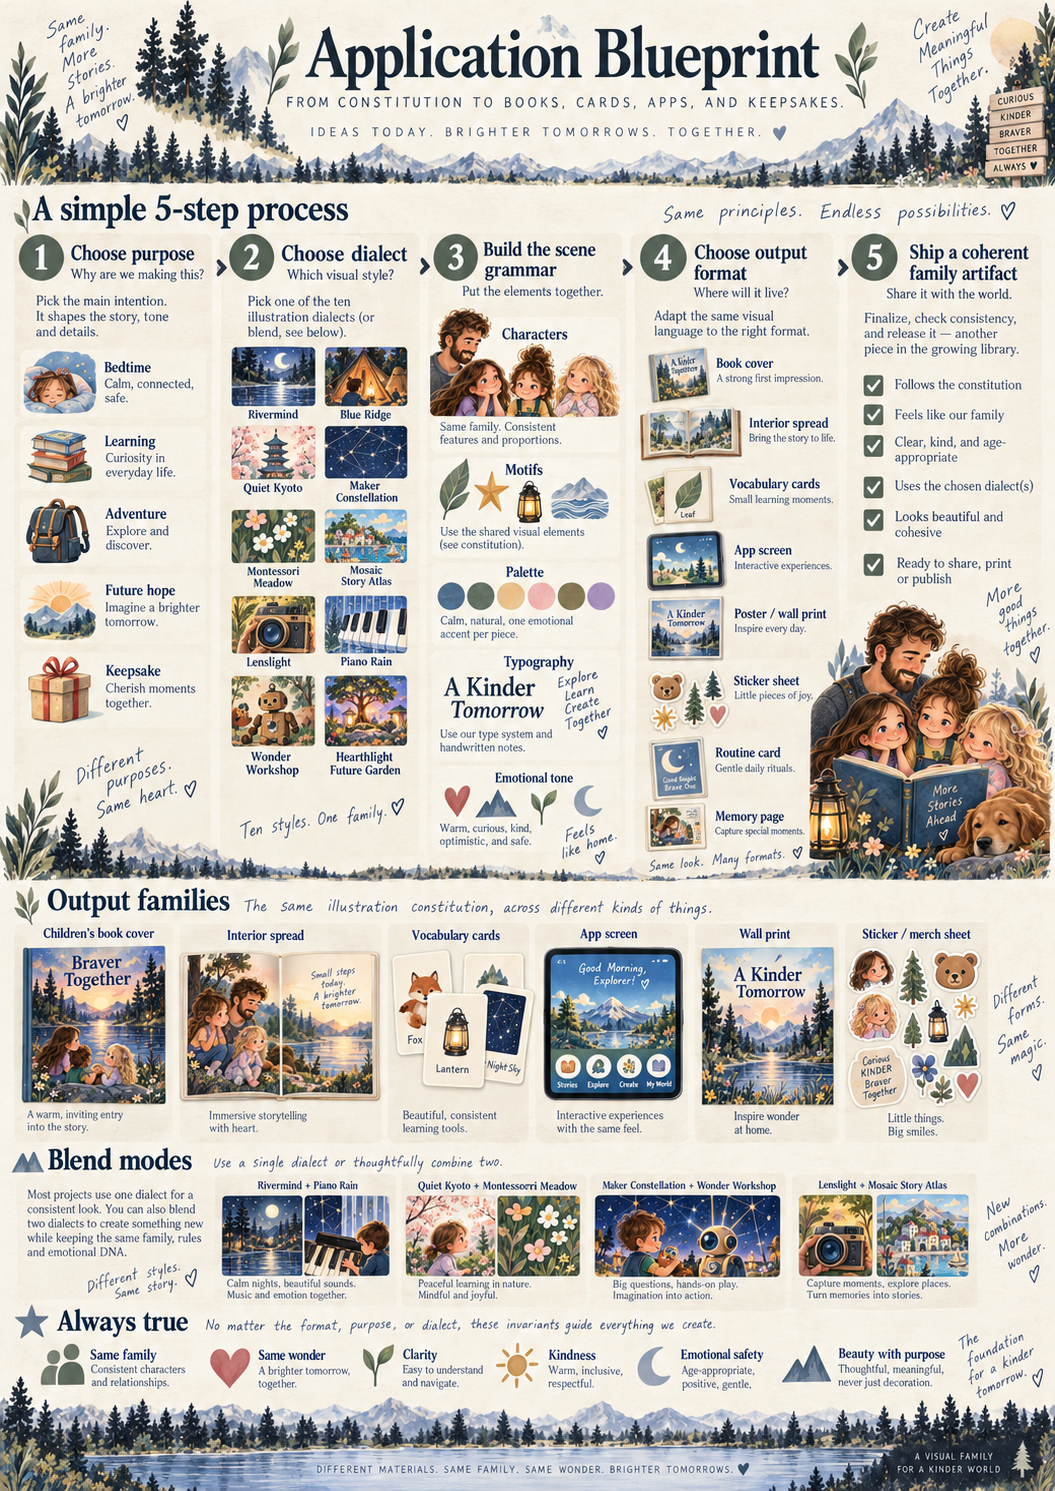 Same
family.
More
Stories.
A brighter
tomorrow.
Application Blueprint
FROM CONSTITUTION TO BOOKS, CARDS, APPS, AND KEEPSAKES.
IDEAS TODAY. BRIGHTER TOMORROWS. TOGETHER.
Create
Meaningful
Things
Together.
CURIOUS
KINDER
BRAVER
TOGETHER
ALWAYS
A simple 5-step process
Same principles. Endless possibilities.
1
Choose purpose
Why are we making this?
Pick the main intention.
It shapes the story, tone
and details.
Bedtime
Calm, connected,
safe.
Learning
Curiosity in
everyday life.
Adventure
Explore and
discover.
Future hope
Imagine a brighter
tomorrow.
Keepsake
Cherish moments
together.
Different
purposes.
Same heart.
2
Choose dialect
Which visual style?
Pick one of the ten
illustration dialects (or
blend, see below).
Rivermind
Blue Ridge
Quiet Kyoto
Maker
Constellation
Montessori
Meadow
Mosaic
Story Atlas
Lenslight
Piano Rain
Wonder
Workshop
Hearthlight
Future Garden
Ten styles. One family.
3
Build the scene
grammar
Put the elements together.
Characters
Same family. Consistent
features and proportions.
Motifs
Use the shared visual elements
(see constitution).
Palette
Calm, natural, one emotional
accent per piece.
Typography
A Kinder
Tomorrow
Explore
Learn
Create
Together
Use our type system and
handwritten notes.
Emotional tone
Warm, curious, kind,
optimistic, and safe.
Feels
like home.
4
Choose output
format
Where will it live?
Adapt the same visual
language to the right format.
A Kinder
Tomorrow
Book cover
A strong first impression.
Interior spread
Bring the story to life.
Leaf
Vocabulary cards
Small learning moments.
App screen
Interactive experiences.
A Kinder
Tomorrow
Poster / wall print
Inspire every day.
Sticker sheet
Little pieces of joy.
Good Night
Brave One
Routine card
Gentle daily rituals.
Memory page
Capture special moments.
Same look. Many formats.
5
Ship a coherent
family artifact
Share it with the world.
Finalize, check consistency,
and release it — another
piece in the growing library.
Follows the constitution
Feels like our family
Clear, kind, and age-
appropriate
Uses the chosen dialect(s)
Looks beautiful and
cohesive
Ready to share, print
or publish
More
good
things
together.
More
Stories
Ahead
Output families
The same illustration constitution, across different kinds of things.
Children's book cover
Braver
Together
A warm, inviting entry
into the story.
Interior spread
Small steps
today.
A brighter
tomorrow.
Immersive storytelling
with heart.
Vocabulary cards
Fox
Lantern
Night Sky
Beautiful, consistent
learning tools.
App screen
Good Morning,
Explorer!
Stories
Explore
Create
My World
Interactive experiences
with the same feel.
Wall print
A Kinder
Tomorrow
Inspire wonder
at home.
Sticker / merch sheet
Curious
KINDER
Braver
Together
Little things.
Big smiles.
Different
forms.
Same
magic.
Blend modes
Use a single dialect or thoughtfully combine two.
Most projects use one dialect for a
consistent look. You can also blend
two dialects to create something new
while keeping the same family, rules
and emotional DNA.
Different styles.
Same story.
Rivermind + Piano Rain
Calm nights, beautiful sounds.
Music and emotion together.
Quiet Kyoto + Montessori Meadow
Peaceful learning in nature.
Mindful and joyful.
Maker Constellation + Wonder Workshop
Big questions, hands-on play.
Imagination into action.
Lenslight + Mosaic Story Atlas
Capture moments, explore places.
Turn memories into stories.
New
combinations.
More
wonder.
Always true
No matter the format, purpose, or dialect, these invariants guide everything we create.
Same family
Consistent characters
and relationships.
Same wonder
A brighter tomorrow,
together.
Clarity
Easy to understand
and navigate.
Kindness
Warm, inclusive,
respectful.
Emotional safety
Age-appropriate,
positive, gentle,
Beauty with purpose
Thoughtful, meaningful,
never just decoration.
The
foundation
for a kinder
tomorrow.
DIFFERENT MATERIALS. SAME FAMILY. SAME WONDER. BRIGHTER TOMORROWS.
A VISUAL FAMILY
FOR A KINDER WORLD